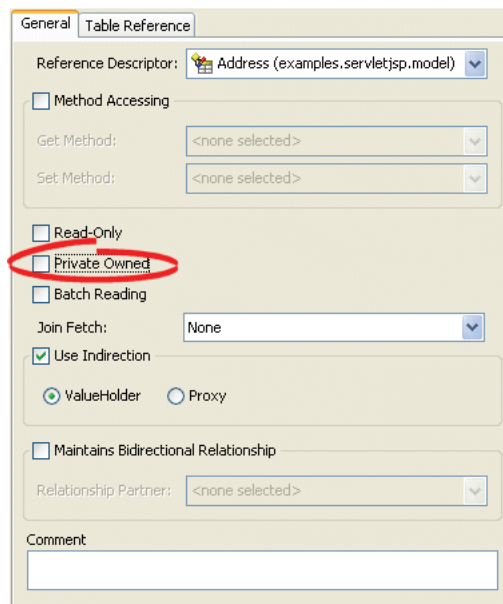 General
Table Reference
Reference Descriptor: Address (examples.servletjsp.model)
Method Accessing
Get Method: <none selected>
Set Method: <none selected>
Read-Only
Private Owned
Batch Reading
Join Fetch: None
Use Indirection
ValueHolder Proxy
Maintains Bidirectional Relationship
Relationship Partner: <none selected>
Comment